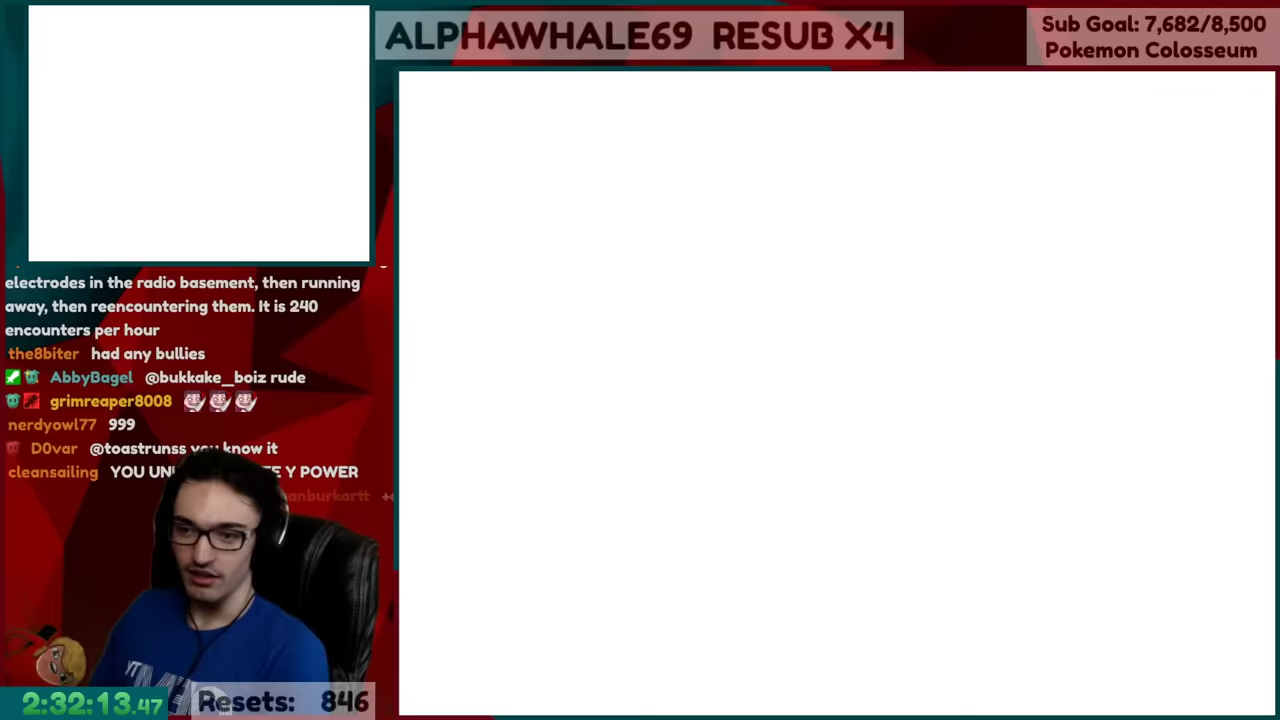 ALPHAWHALE69 RESUB X4
Sub Goal: 7,682/8,500
Pokemon Colosseum
electrodes in the radio basement, then running
away, then reencountering them. It is 240
encounters per hour
the8biter had any bullies
AbbyBagel @bukkake_boiz rude
grimreaper8008
nerdyowl77 999
D0var @toastrunss you know it
cleansailing YOU UN Y POWER
anburkartt
YT
2:32:13.47
Resets: 846